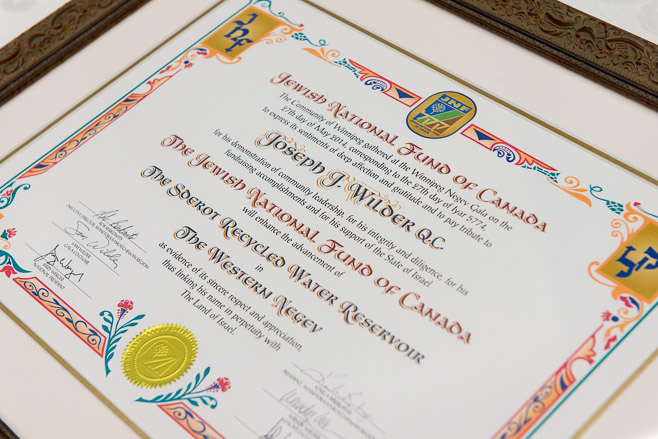 jnf
JNF
Jewish National Fund of Canada
The Community of Winnipeg gathered at the Winnipeg Negev Gala on the
27th day of May 2014, corresponding to the 27th day of Iyar 5774,
to express its sentiments of deep affection and gratitude and to pay tribute to
Joseph J. Wilder Q.C.
for his demonstration of community leadership, for his integrity and diligence, for his
fundraising accomplishments and for his support of the State of Israel
The Jewish National Fund of Canada
will enhance the advancement of
The Sderot Recycled Water Reservoir
in
The Western Negev
as evidence of its sincere respect and appreciation,
thus linking his name in perpetuity with
The Land of Israel.
NATIONAL PRESIDENT